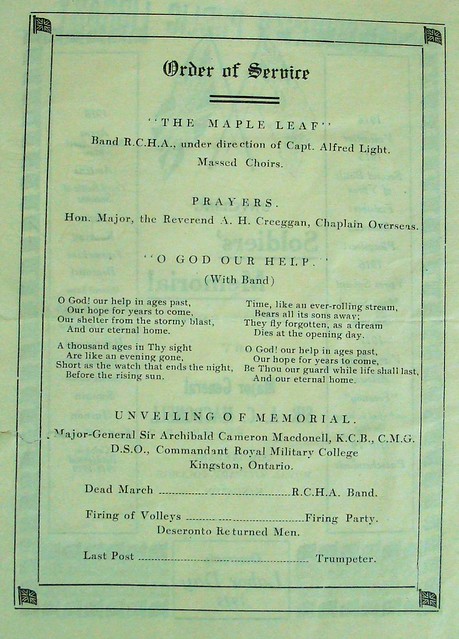 Order of Service
"THE MAPLE LEAF"
Band R.C.H.A., under direction of Capt. Alfred Light.
Massed Choirs.
PRAYERS.
Hon. Major, the Reverend A. H. Creeggan, Chaplain Overseas.
"O GOD OUR HELP."
(With Band)
O God! our help in ages past,
Our hope for years to come,
Our shelter from the stormy blast,
And our eternal home.
A thousand ages in Thy sight
Are like an evening gone,
Short as the watch that ends the night,
Before the rising sun.
Time, like an ever-rolling stream,
Bears all its sons away;
They fly forgotten, as a dream
Dies at the opening day.
O God! our help in ages past,
Our hope for years to come,
Be Thou our guard while life shall last,
And our eternal home.
UNVEILING OF MEMORIAL.
Major-General Sir Archibald Cameron Macdonell, K.C.B., C.M.G.
D.S.O., Commandant Royal Military College
Kingston, Ontario.
Dead March ........ R.C.H.A. Band.
Firing of Volleys ........ Firing Party.
Deseronto Returned Men.
Last Post ........ Trumpeter.